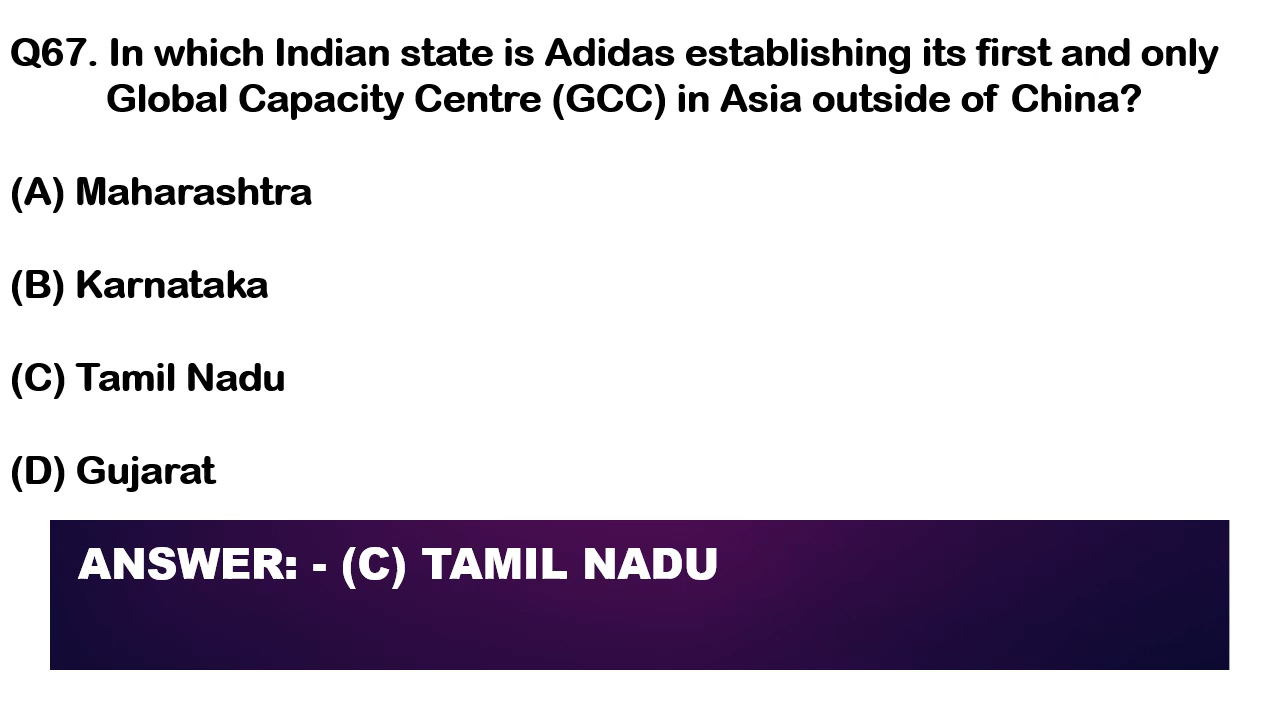 Q67. In which Indian state is Adidas establishing its first and only
Global Capacity Centre (GCC) in Asia outside of China?
(A) Maharashtra
(B) Karnataka
(C) Tamil Nadu
(D) Gujarat
ANSWER: - (C) TAMIL NADU